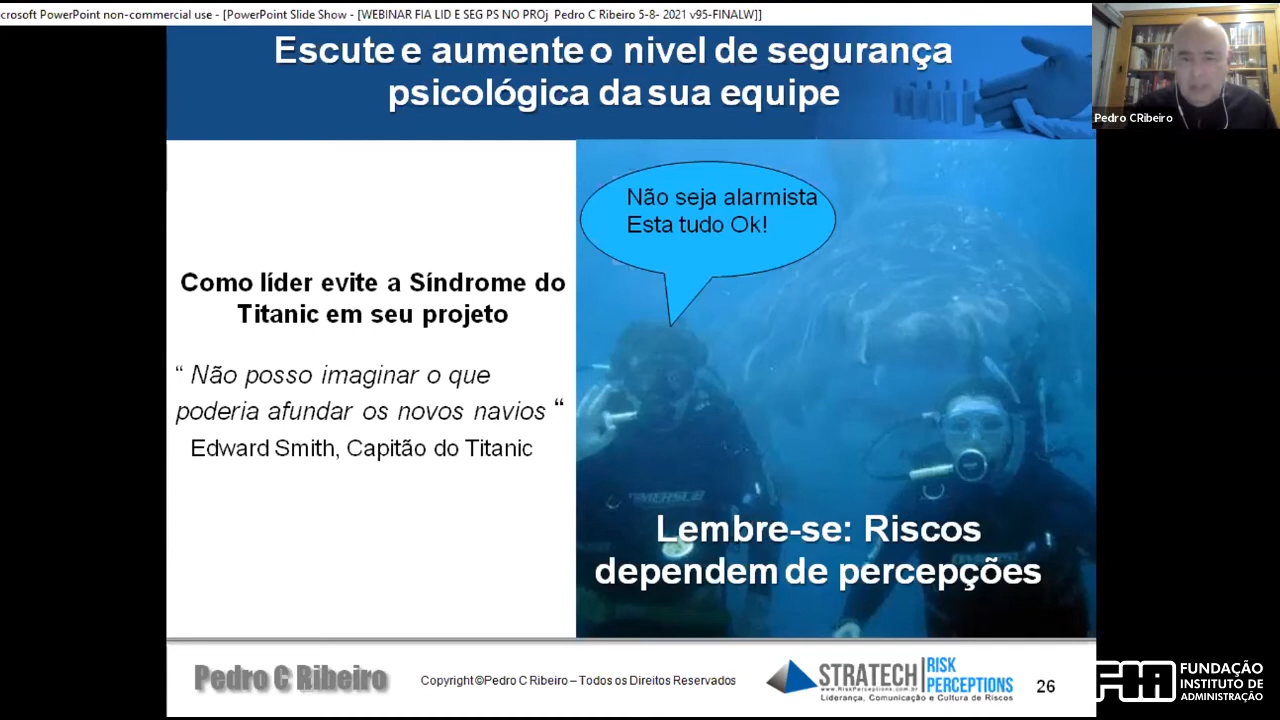 crosoft PowerPoint non-commercial use - [PowerPoint Slide Show - [WEBINAR FIA LID E SEG PS NO PROj Pedro C Ribeiro 5-8- 2021 v95-FINALW]]
Escute e aumente o nivel de segurança
psicológica da sua equipe
Pedro CRibeiro
Não seja alarmista
Esta tudo Ok!
Como líder evite a Síndrome do
Titanic em seu projeto
“ Não posso imaginar o que
poderia afundar os novos navios “
Edward Smith, Capitão do Titanic
Lembre-se: Riscos
dependem de percepções
Pedro C Ribeiro
Copyright ©Pedro C Ribeiro – Todos os Direitos Reservados
STRATECH
RISK
PERCEPTIONS
www.RiskPerceptions.com.br
Liderança, Comunicação e Cultura de Riscos
26
FIA
FUNDAÇÃO
INSTITUTO DE
ADMINISTRAÇÃO